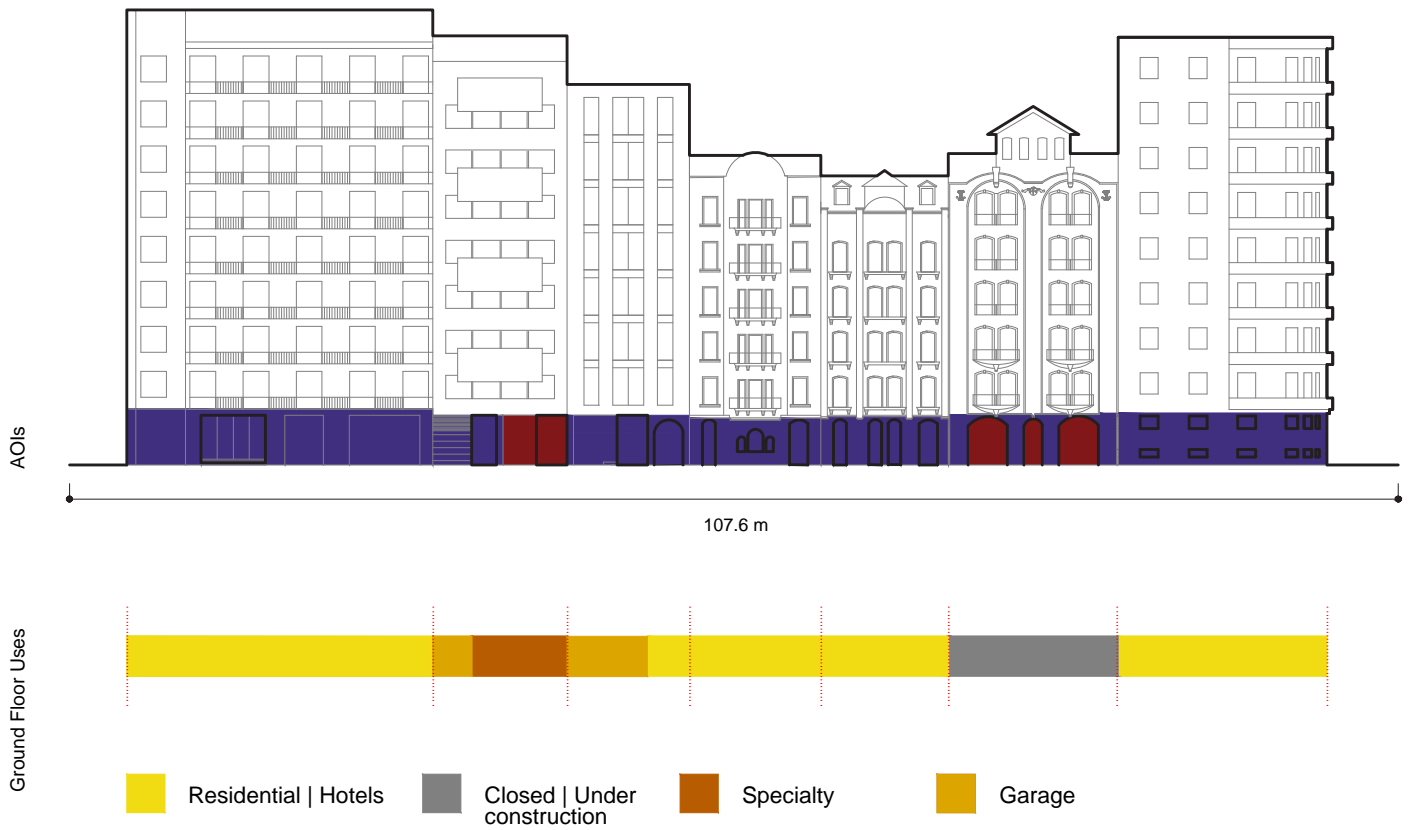 AOIs
107.6 m
Ground Floor Uses
Residential | Hotels
Closed | Under
construction
Specialty
Garage